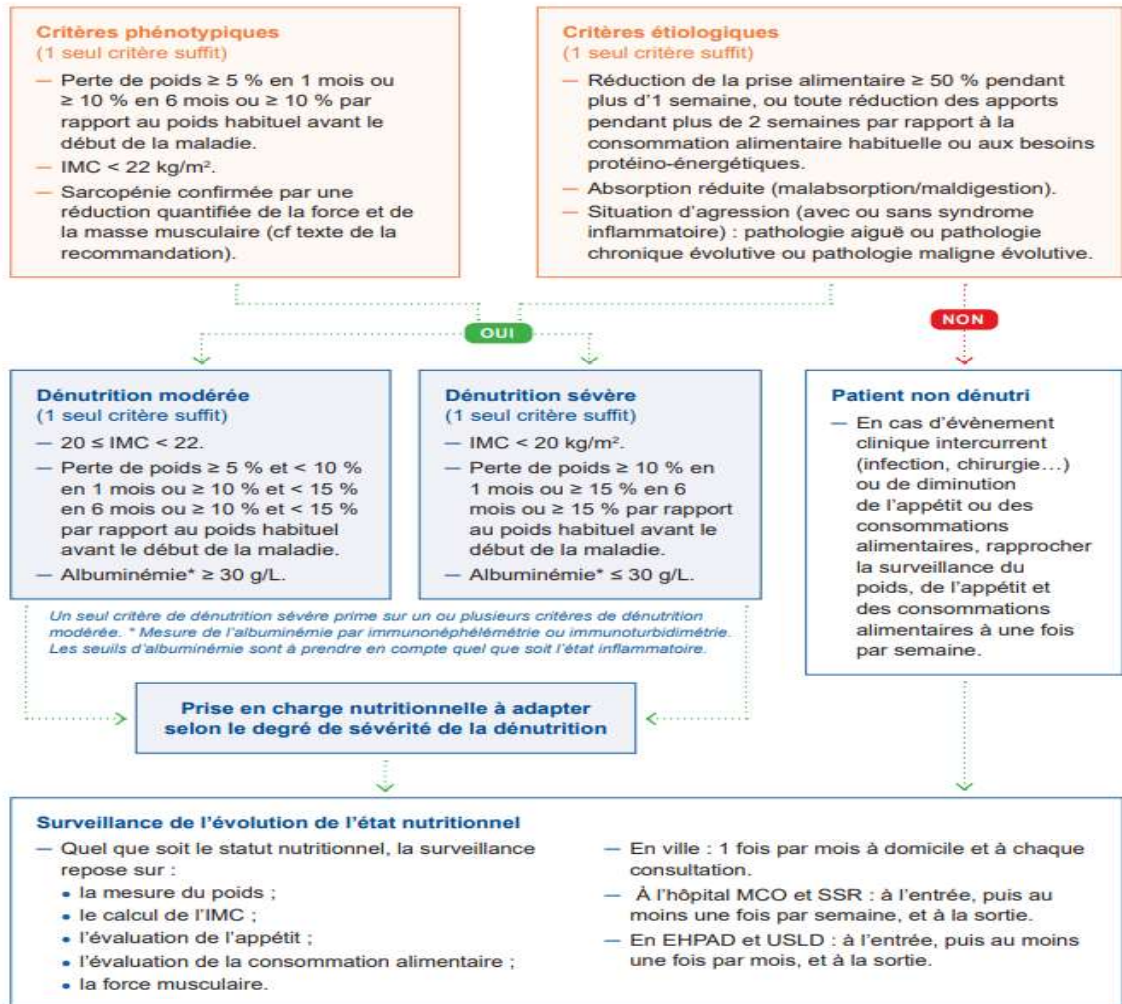 Critères phénotypiques
(1 seul critère suffit)
— Perte de poids ≥ 5 % en 1 mois ou
≥ 10 % en 6 mois ou ≥ 10 % par
rapport au poids habituel avant le
début de la maladie.
— IMC < 22 kg/m².
— Sarcopénie confirmée par une
réduction quantifiée de la force et de
la masse musculaire (cf texte de la
recommandation).
Critères étiologiques
(1 seul critère suffit)
— Réduction de la prise alimentaire ≥ 50 % pendant
plus d’1 semaine, ou toute réduction des apports
pendant plus de 2 semaines par rapport à la
consommation alimentaire habituelle ou aux besoins
protéino-énergétiques.
— Absorption réduite (malabsorption/maldigestion).
— Situation d’agression (avec ou sans syndrome
inflammatoire) : pathologie aiguë ou pathologie
chronique évolutive ou pathologie maligne évolutive.
OUI
NON
Dénutrition modérée
(1 seul critère suffit)
— 20 ≤ IMC < 22.
— Perte de poids ≥ 5 % et < 10 %
en 1 mois ou ≥ 10 % et < 15 %
en 6 mois ou ≥ 10 % et < 15 %
par rapport au poids habituel
avant le début de la maladie.
— Albuminémie* ≥ 30 g/L.
Dénutrition sévère
(1 seul critère suffit)
— IMC < 20 kg/m².
— Perte de poids ≥ 10 % en
1 mois ou ≥ 15 % en 6
mois ou ≥ 15 % par rapport
au poids habituel avant le
début de la maladie.
— Albuminémie* ≤ 30 g/L.
Patient non dénutri
— En cas d’évènement
clinique intercurrent
(infection, chirurgie…)
ou de diminution
de l’appétit ou des
consommations
alimentaires, rapprocher
la surveillance du
poids, de l’appétit et
des consommations
alimentaires à une fois
par semaine.
Un seul critère de dénutrition sévère prime sur un ou plusieurs critères de dénutrition
modérée. * Mesure de l’albuminémie par immunonéphélémétrie ou immunoturbidimétrie.
Les seuils d’albuminémie sont à prendre en compte quel que soit l’état inflammatoire.
Prise en charge nutritionnelle à adapter
selon le degré de sévérité de la dénutrition
Surveillance de l’évolution de l’état nutritionnel
— Quel que soit le statut nutritionnel, la surveillance
repose sur :
• la mesure du poids ;
• le calcul de l’IMC ;
• l’évaluation de l’appétit ;
• l’évaluation de la consommation alimentaire ;
• la force musculaire.
— En ville : 1 fois par mois à domicile et à chaque
consultation.
— À l’hôpital MCO et SSR : à l’entrée, puis au
moins une fois par semaine, et à la sortie.
— En EHPAD et USLD : à l’entrée, puis au moins
une fois par mois, et à la sortie.